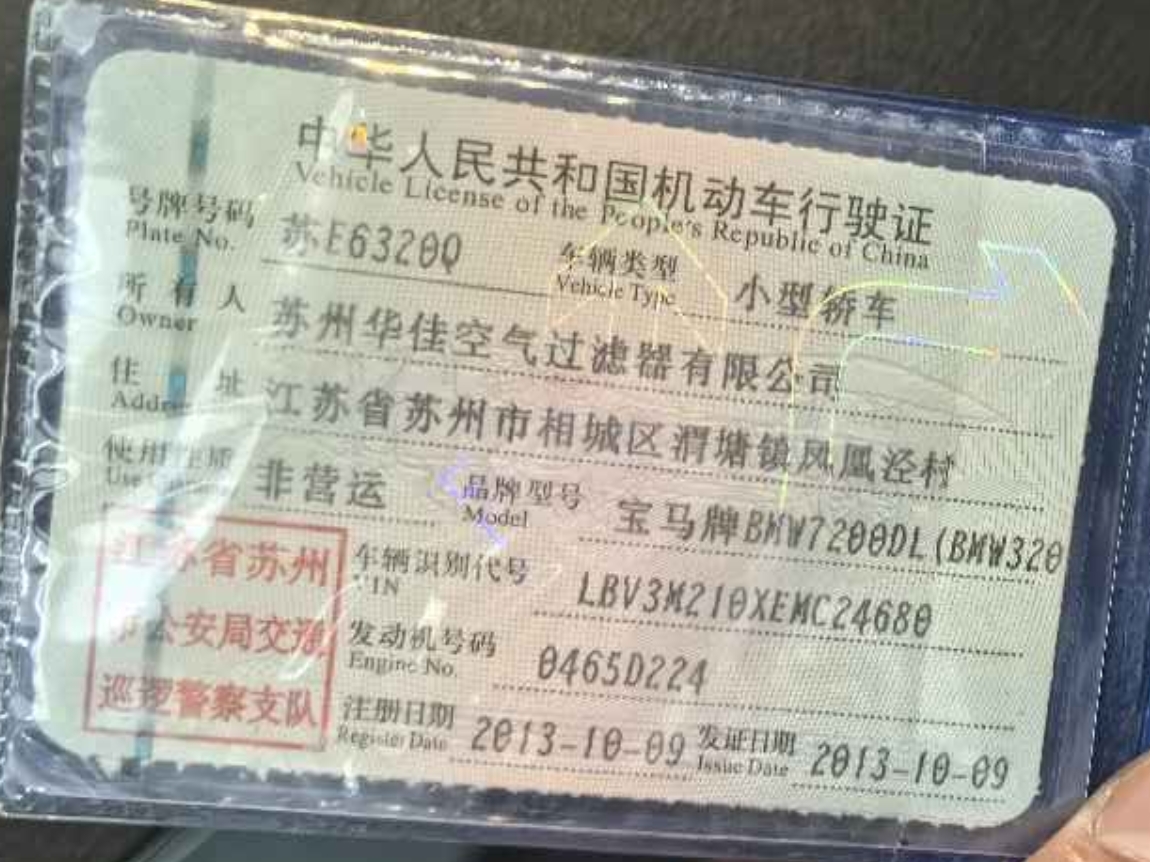 中华人民共和国机动车行驶证
Vehicle License of the People's Republic of China
号牌号码 苏E6320Q 车辆类型 小型轿车
Plate No. Vehicle Type
所有人 苏州华佳空气过滤器有限公司
Owner
住址 江苏省苏州市相城区渭塘镇凤凰泾村
Address
使用性质 非营运 品牌型号 宝马牌BMW7200DL(BMW320
Use Model
车辆识别代号 LBV3M210XEMC24680
VIN
发动机号码 0465D224
Engine No.
注册日期 2013-10-09 发证日期 2013-10-09
Register Date Issue Date
江苏省苏州
市公安局交通
巡逻警察支队